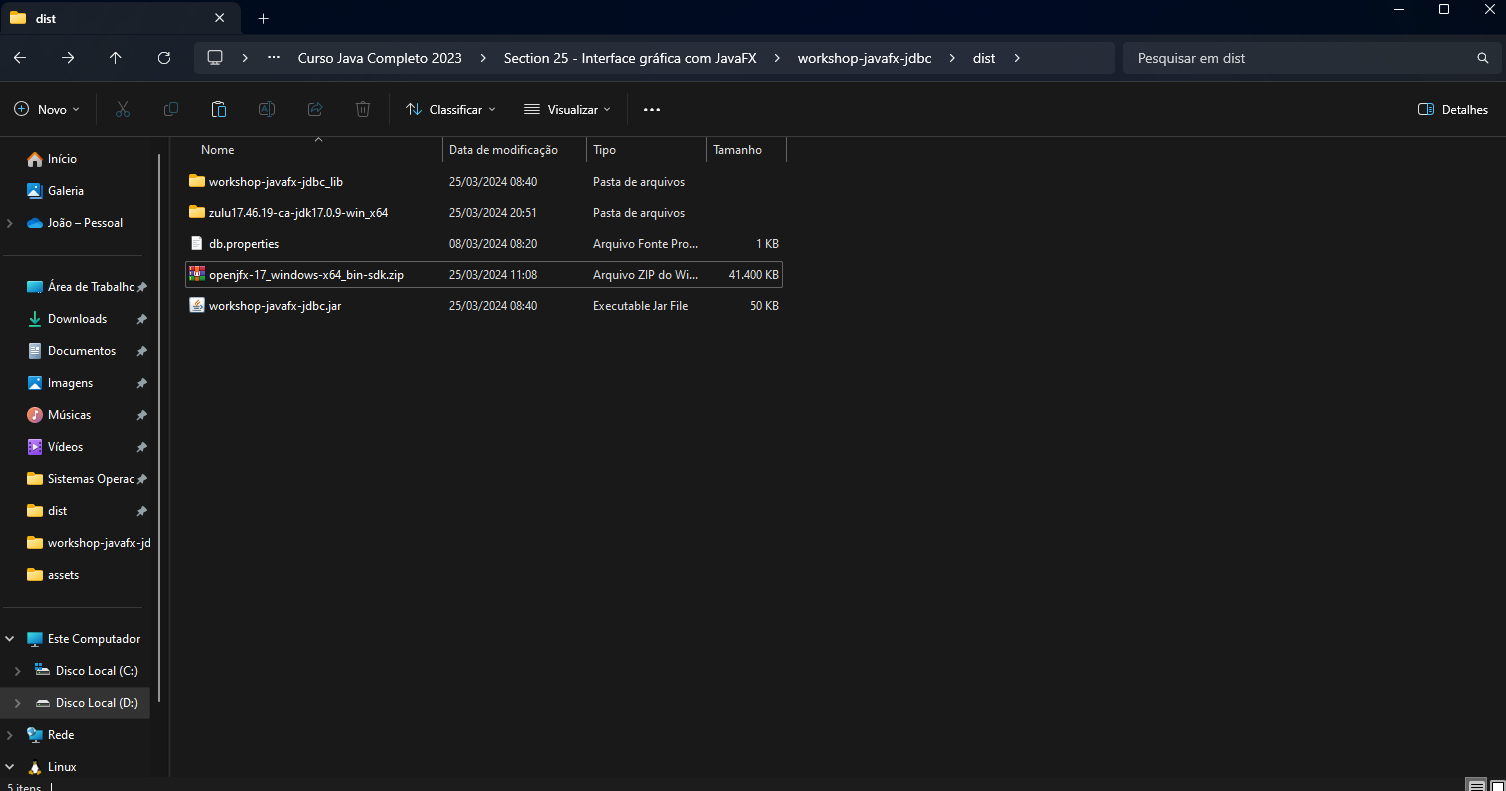 dist
Curso Java Completo 2023 Section 25 - Interface gráfica com JavaFX workshop-javafx-jdbc dist Pesquisar em dist
Novo Classificar Visualizar Detalhes
Nome Data de modificação Tipo Tamanho
workshop-javafx-jdbc_lib 25/03/2024 08:40 Pasta de arquivos
zulu17.46.19-ca-jdk17.0.9-win_x64 25/03/2024 20:51 Pasta de arquivos
db.properties 08/03/2024 08:20 Arquivo Fonte Pro... 1 KB
openjfx-17_windows-x64_bin-sdk.zip 25/03/2024 11:08 Arquivo ZIP do Wi... 41.400 KB
workshop-javafx-jdbc.jar 25/03/2024 08:40 Executable Jar File 50 KB
Início
Galeria
João – Pessoal
Área de Trabalhc
Downloads
Documentos
Imagens
Músicas
Vídeos
Sistemas Operac
dist
workshop-javafx-jd
assets
Este Computador
Disco Local (C:)
Disco Local (D:)
Rede
Linux
5 itens